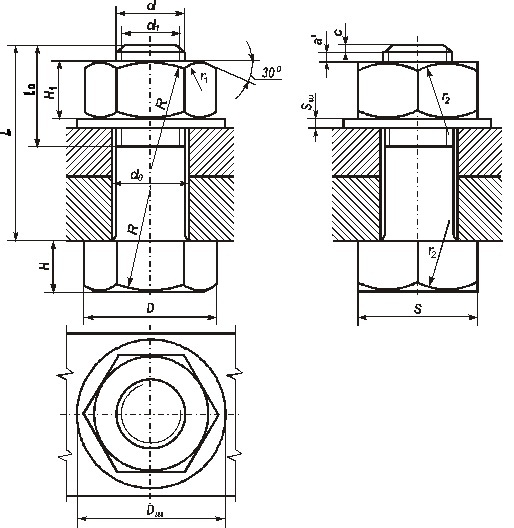 d
d₁
c
a'
H₁
L₀
L
R
r₁
30°
Sш
r₂
d₀
R
r₂
H
D
S
Dш